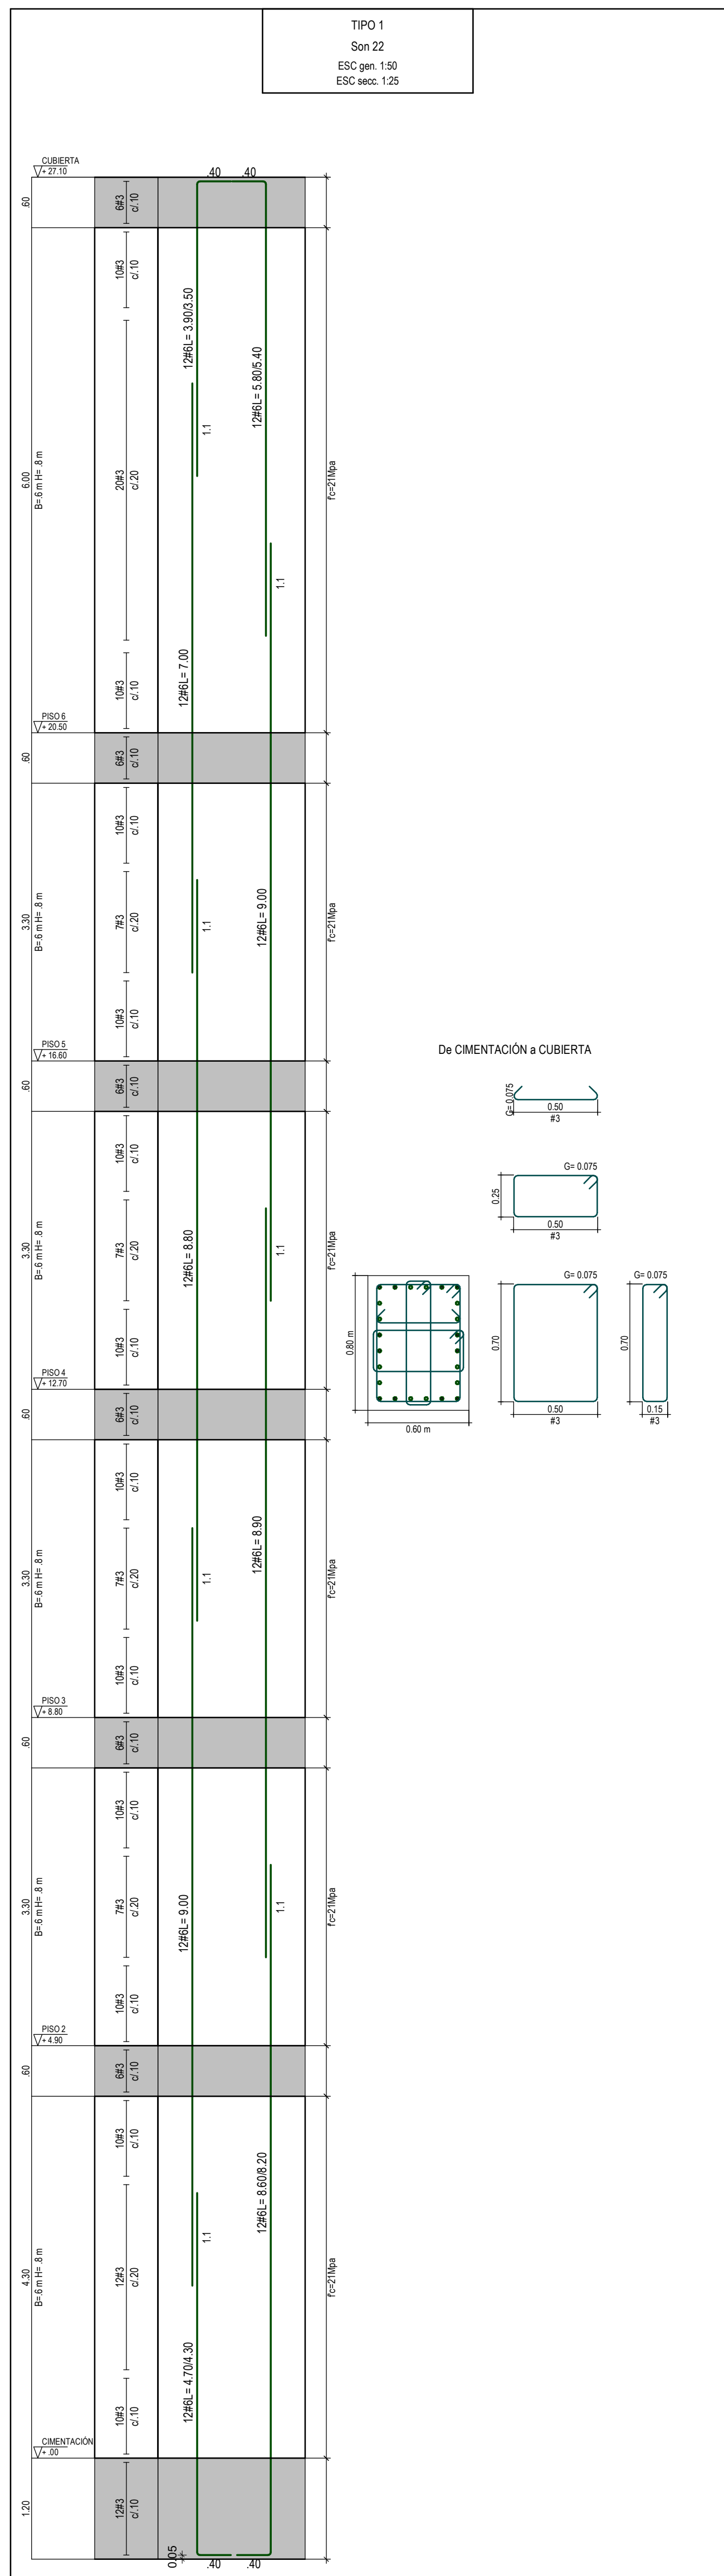 TIPO 1
Son 22
ESC gen. 1:50
ESC secc. 1:25
CUBIERTA
+ 27.10
.40 .40
.60
6#3
c/.10
10#3
c/.10
12#6L= 3.90/3.50
12#6L= 5.80/5.40
1.1
6.00
B=.6 m H= .8 m
20#3
c/.20
f'c=21Mpa
1.1
12#6L= 7.00
10#3
c/.10
PISO 6
+ 20.50
.60
6#3
c/.10
10#3
c/.10
3.30
B=.6 m H= .8 m
7#3
c/.20
1.1
12#6L= 9.00
f'c=21Mpa
10#3
c/.10
PISO 5
+ 16.60
.60
6#3
c/.10
10#3
c/.10
3.30
B=.6 m H= .8 m
7#3
c/.20
12#6L= 8.80
1.1
f'c=21Mpa
10#3
c/.10
PISO 4
+ 12.70
.60
6#3
c/.10
10#3
c/.10
3.30
B=.6 m H= .8 m
7#3
c/.20
1.1
12#6L= 8.90
f'c=21Mpa
10#3
c/.10
PISO 3
+ 8.80
.60
6#3
c/.10
10#3
c/.10
3.30
B=.6 m H= .8 m
7#3
c/.20
12#6L= 9.00
1.1
f'c=21Mpa
10#3
c/.10
PISO 2
+ 4.90
.60
6#3
c/.10
10#3
c/.10
12#6L= 8.60/8.20
1.1
4.30
B=.6 m H= .8 m
12#3
c/.20
f'c=21Mpa
12#6L= 4.70/4.30
10#3
c/.10
CIMENTACIÓN
+ .00
1.20
12#3
c/.10
0.05
.40 .40
De CIMENTACIÓN a CUBIERTA
G= 0.075
0.50
#3
G= 0.075
0.25
0.50
#3
0.80 m
0.60 m
G= 0.075
0.70
0.50
#3
G= 0.075
0.70
0.15
#3